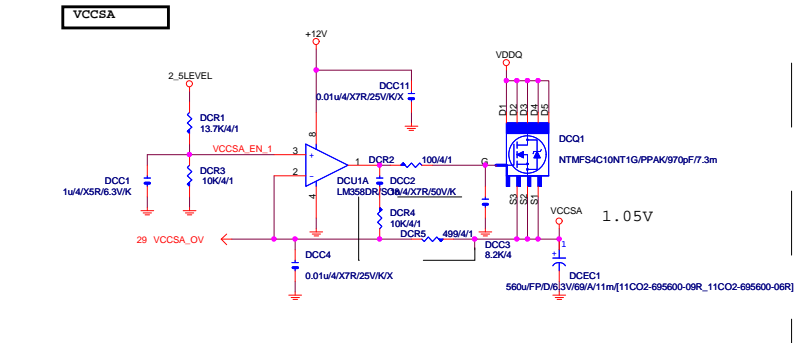 VCCSA
+12V
VDDQ
2_5LEVEL
DCC11
0.01u/4/X7R/25V/K/X
D1 D2 D3 D4 D5
DCR1
13.7K/4/1
8
DCQ1
VCCSA_EN_1
3
+
1
DCR2
100/4/1
G
NTMFS4C10NT1G/PPAK/970pF/7.3m
DCR3
10K/4/1
2
−
4
DCU1A
LM358DR/SO8
DCC2
/4/X7R/50V/K
DCC1
1u/4/X5R/6.3V/K
S3 S2 S1
DCR4
10K/4/1
VCCSA
1.05V
29 VCCSA_OV
DCR5
499/4/1
DCC3
8.2K/4
1
+
DCC4
0.01u/4/X7R/25V/K/X
DCEC1
560u/FP/D/6.3V/69/A/11m/[11CO2-695600-09R_11CO2-695600-06R]